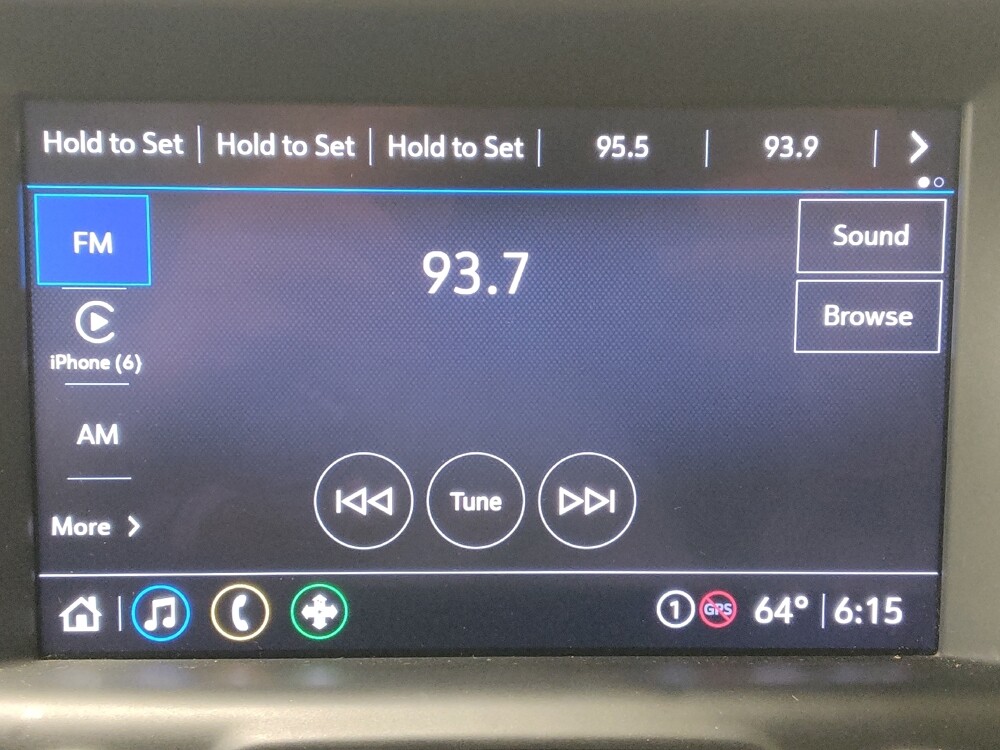 Hold to Set | Hold to Set | Hold to Set | 95.5 | 93.9 |
FM
93.7
Sound
Browse
iPhone (6)
AM
Tune
More
1 GPS 64° | 6:15